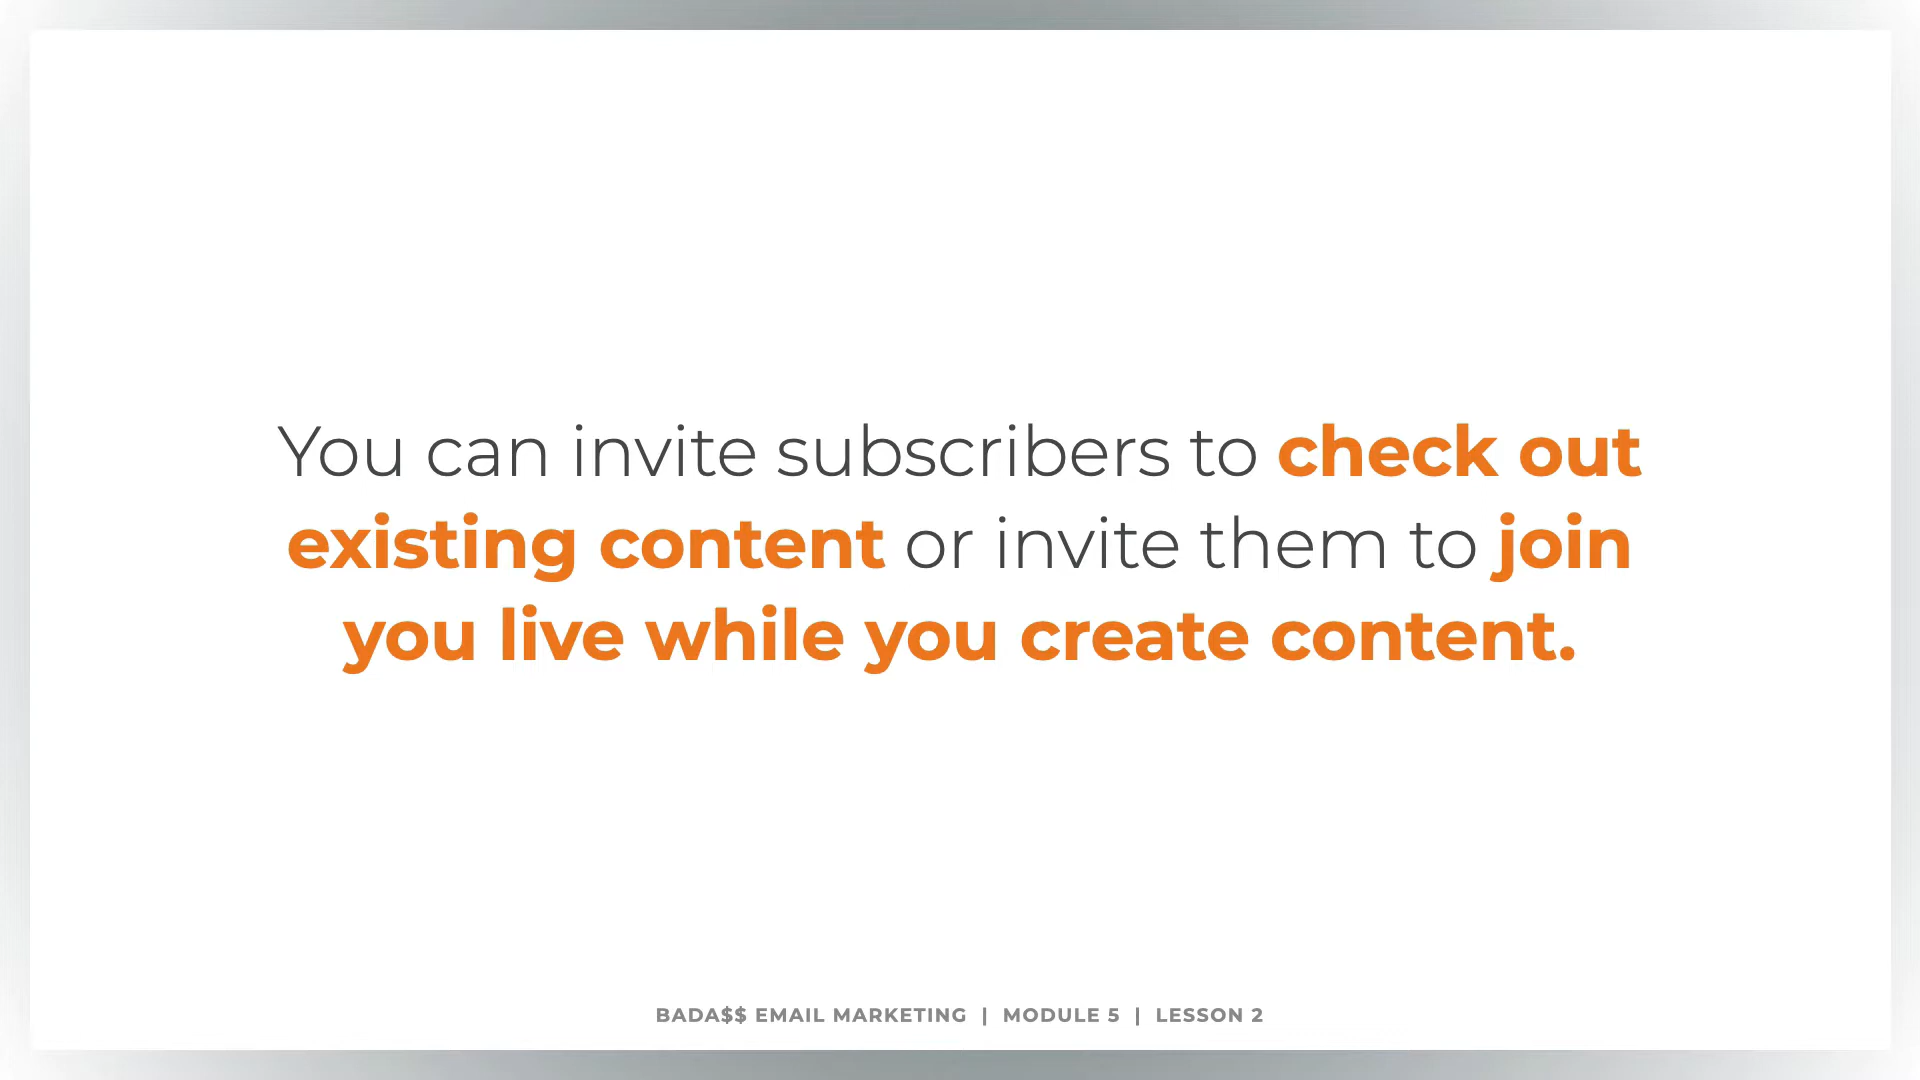 You can invite subscribers to check out
existing content or invite them to join
you live while you create content.
BADA$$ EMAIL MARKETING | MODULE 5 | LESSON 2